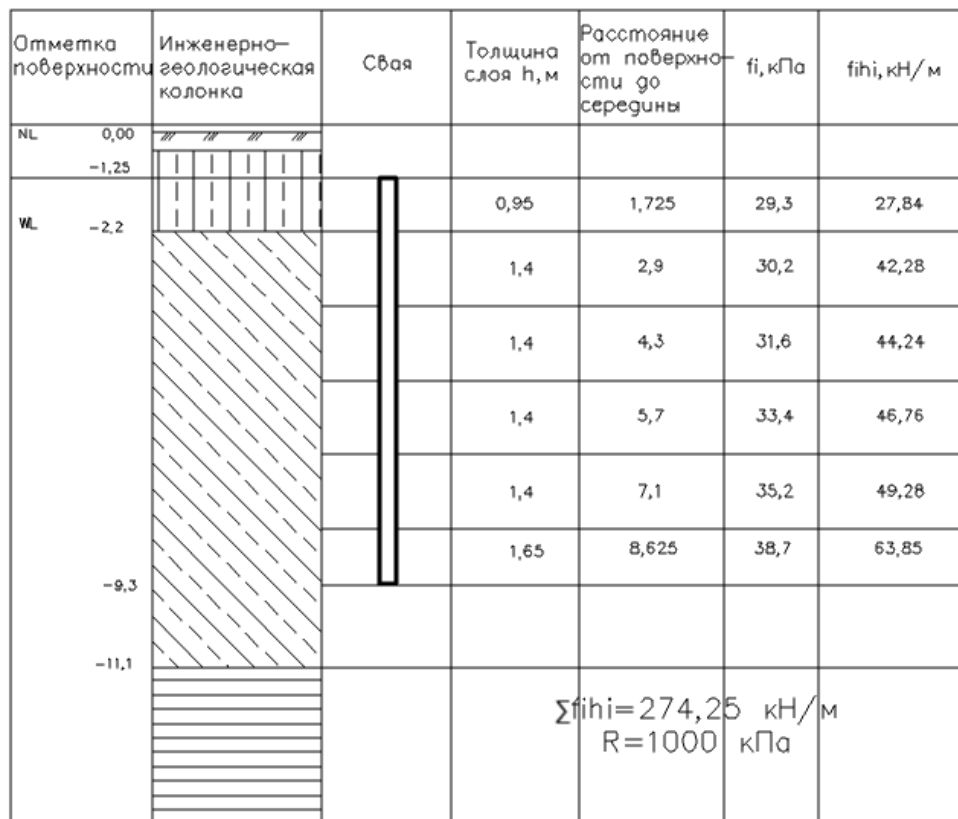 Отметка
поверхности
Инженерно-
геологическая
колонка
Свая
Толщина
слоя h,м
Расстояние
от поверхно-
сти до
середины
fi,кПа
fihi,кН/м
NL 0,00
-1,25
0,95 1,725 29,3 27,84
WL -2,2
1,4 2,9 30,2 42,28
1,4 4,3 31,6 44,24
1,4 5,7 33,4 46,76
1,4 7,1 35,2 49,28
1,65 8,625 38,7 63,85
-9,3
-11,1
∑fihi=274,25 кН/м
R=1000 кПа